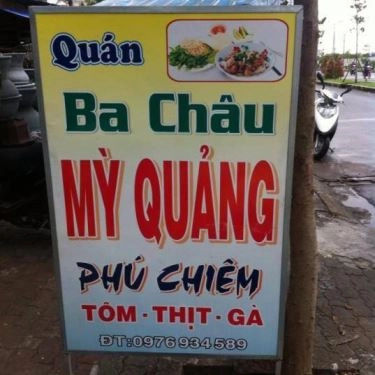 Quán
Ba Châu
MỲ QUẢNG
PHÚ CHIÊM
TÔM - THỊT - GÀ
ĐT:0976 934 589